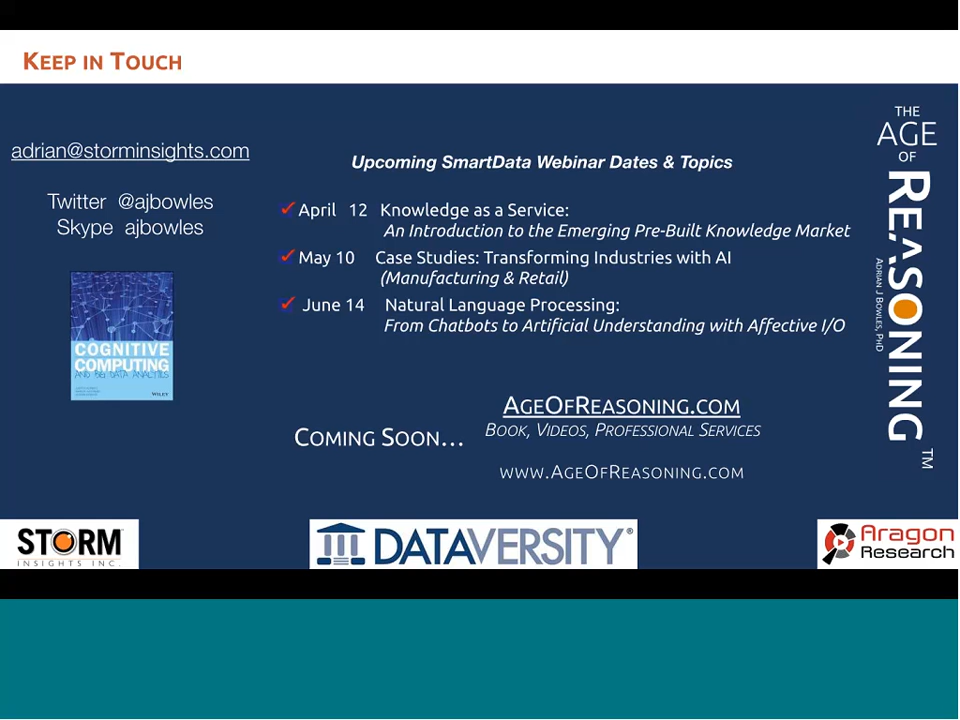 KEEP IN TOUCH
adrian@storminsights.com
Twitter @ajbowles
Skype ajbowles
COGNITIVE
COMPUTING
AND BIG DATA ANALYTICS
WILEY
Upcoming SmartData Webinar Dates & Topics
✓ April 12 Knowledge as a Service:
An Introduction to the Emerging Pre-Built Knowledge Market
✓ May 10 Case Studies: Transforming Industries with AI
(Manufacturing & Retail)
✓ June 14 Natural Language Processing:
From Chatbots to Artificial Understanding with Affective I/O
COMING SOON...
AGEOFREASONING.COM
BOOK, VIDEOS, PROFESSIONAL SERVICES
WWW.AGEOFREASONING.COM
THE
AGE
OF
REASONING
TM
ADRIAN J BOWLES, PHD
STORM
INSIGHTS INC.
DATAVERSITY®
Aragon
Research